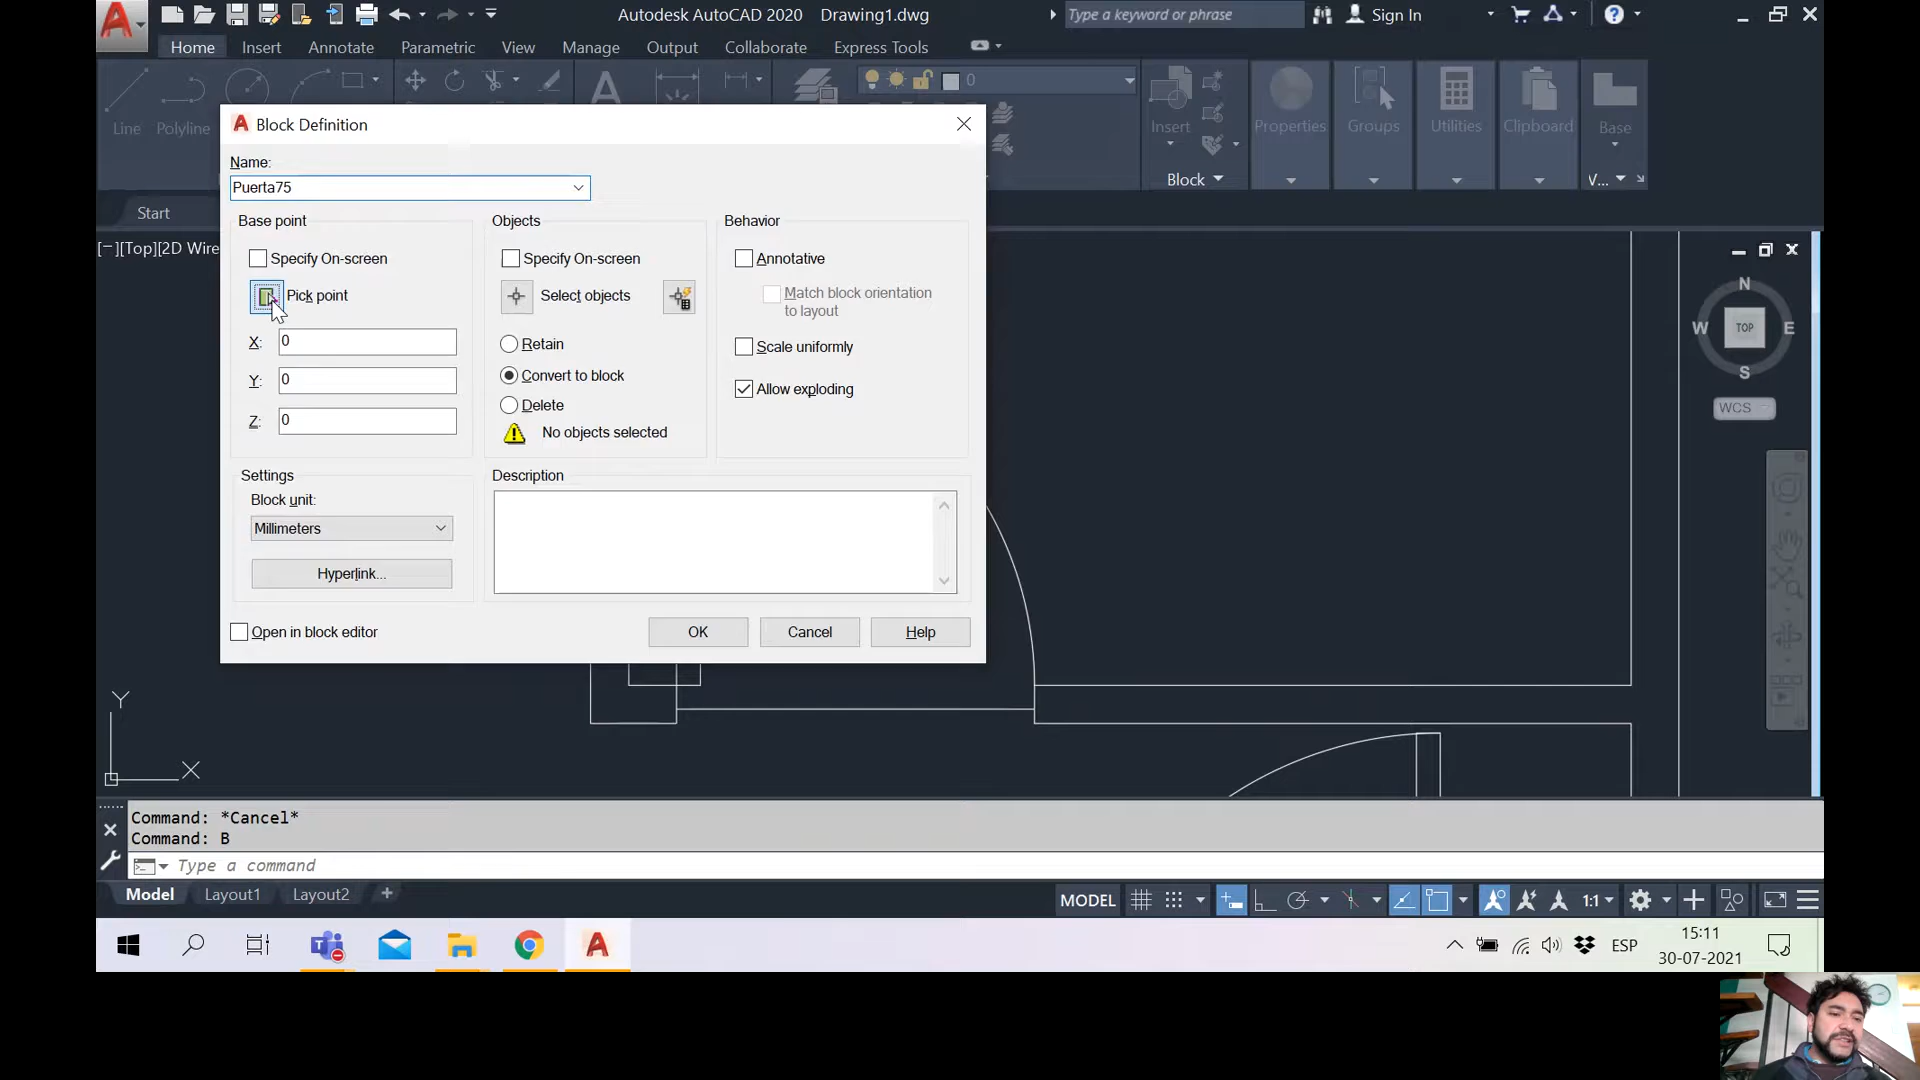 Autodesk AutoCAD 2020 Drawing1.dwg
Type a keyword or phrase
Sign In
Home Insert Annotate Parametric View Manage Output Collaborate Express Tools
Line Polyline
0
Insert Properties Groups Utilities Clipboard Base
Block
V...
Start
[−][Top][2D Wire
Block Definition
Name:
Puerta75
Base point
Specify On-screen
Pick point
X: 0
Y: 0
Z: 0
Objects
Specify On-screen
Select objects
Retain
Convert to block
Delete
No objects selected
Behavior
Annotative
Match block orientation
to layout
Scale uniformly
Allow exploding
Settings
Block unit:
Millimeters
Hyperlink...
Description
Open in block editor
OK Cancel Help
N
W TOP E
S
WCS
Y
X
Command: *Cancel*
Command: B
Type a command
Model Layout1 Layout2 +
MODEL
1:1
ESP
15:11
30-07-2021